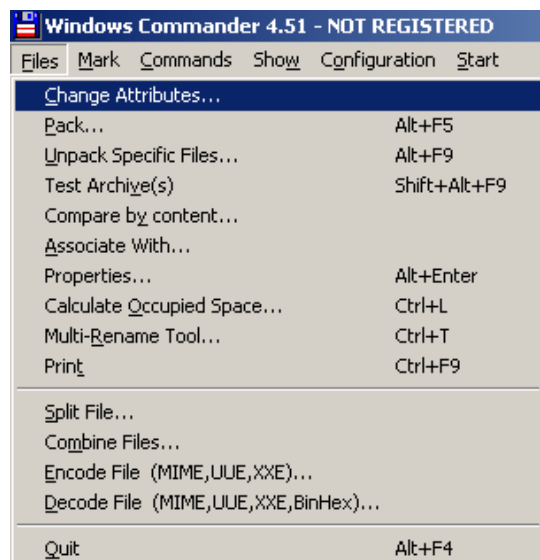 Windows Commander 4.51 - NOT REGISTERED
Files Mark Commands Show Configuration Start
Change Attributes...
Pack... Alt+F5
Unpack Specific Files... Alt+F9
Test Archive(s) Shift+Alt+F9
Compare by content...
Associate With...
Properties... Alt+Enter
Calculate Occupied Space... Ctrl+L
Multi-Rename Tool... Ctrl+T
Print Ctrl+F9
Split File...
Combine Files...
Encode File (MIME,UUE,XXE)...
Decode File (MIME,UUE,XXE,BinHex)...
Quit Alt+F4